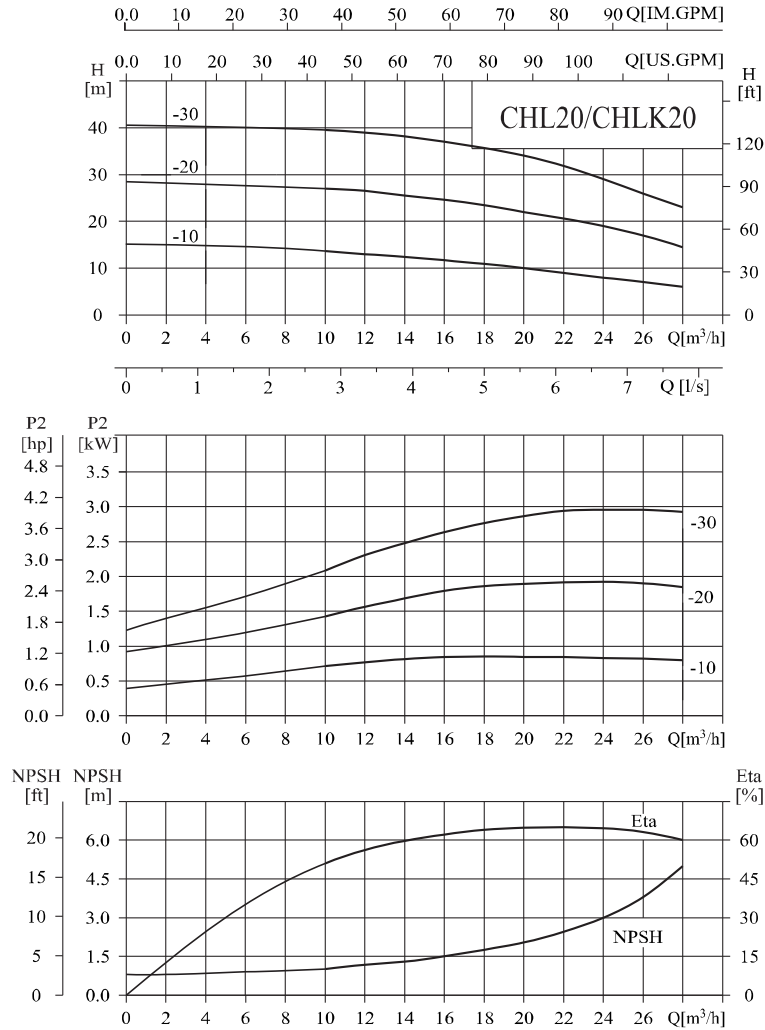 0.0 10 20 30 40 50 60 70 80 90 Q[IM.GPM]
0.0 10 20 30 40 50 60 70 80 90 100 Q[US.GPM]
H
[m]
H
[ft]
CHL20/CHLK20
-30
-20
-10
40
30
20
10
0
120
90
60
30
0
0 2 4 6 8 10 12 14 16 18 20 22 24 26 Q[m³/h]
0 1 2 3 4 5 6 7 Q [l/s]
P2
[hp]
P2
[kW]
4.8
4.2
3.6
3.0
2.4
1.8
1.2
0.6
0.0
3.5
3.0
2.5
2.0
1.5
1.0
0.5
0.0
-30
-20
-10
0 2 4 6 8 10 12 14 16 18 20 22 24 26 Q[m³/h]
NPSH
[ft]
NPSH
[m]
Eta
[%]
20
15
10
5
0
6.0
4.5
3.0
1.5
0.0
Eta
NPSH
60
45
30
15
0
0 2 4 6 8 10 12 14 16 18 20 22 24 26 Q[m³/h]